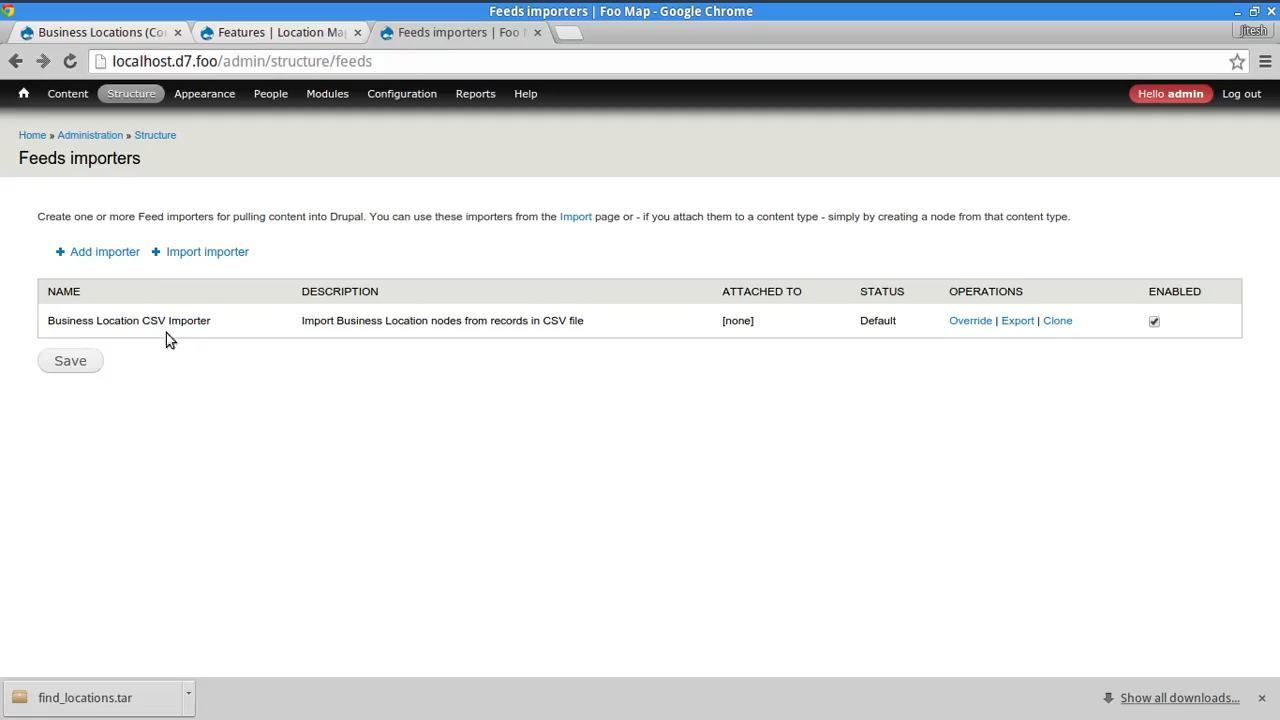 Feeds importers | Foo Map - Google Chrome
Business Locations (Co
Features | Location Ma
Feeds importers | Foo
Jitesh
localhost.d7.foo/admin/structure/feeds
Content Structure Appearance People Modules Configuration Reports Help Hello admin Log out
Home » Administration » Structure
Feeds importers
Create one or more Feed importers for pulling content into Drupal. You can use these importers from the Import page or - if you attach them to a content type - simply by creating a node from that content type.
+ Add importer + Import importer
NAME DESCRIPTION ATTACHED TO STATUS OPERATIONS ENABLED
Business Location CSV Importer Import Business Location nodes from records in CSV file [none] Default Override | Export | Clone
Save
find_locations.tar Show all downloads...